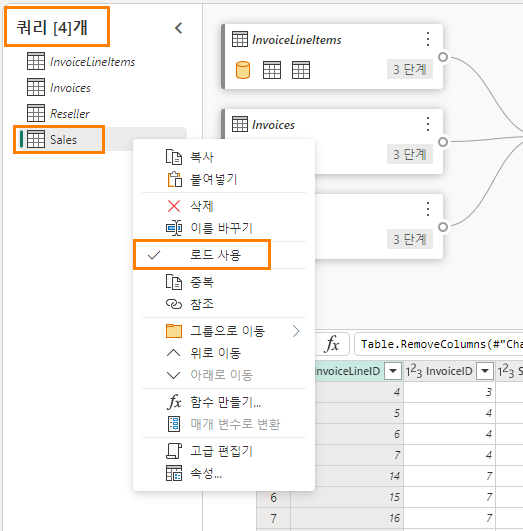 쿼리 [4]개
InvoiceLineItems
Invoices
Reseller
Sales
InvoiceLineItems
3 단계
Invoices
3 단계
3 단계
복사
붙여넣기
삭제
이름 바꾸기
로드 사용
중복
참조
그룹으로 이동
위로 이동
아래로 이동
함수 만들기...
매개 변수로 변환
고급 편집기
속성...
fx Table.RemoveColumns(#"Cha
InvoiceLineID 123 InvoiceID 123 S
4 3
5 4
6 4
7 4
14 7
6 15 7
7 16 7